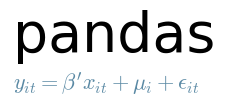 pandas
y_{it} = β′x_{it} + μ_i + ϵ_{it}